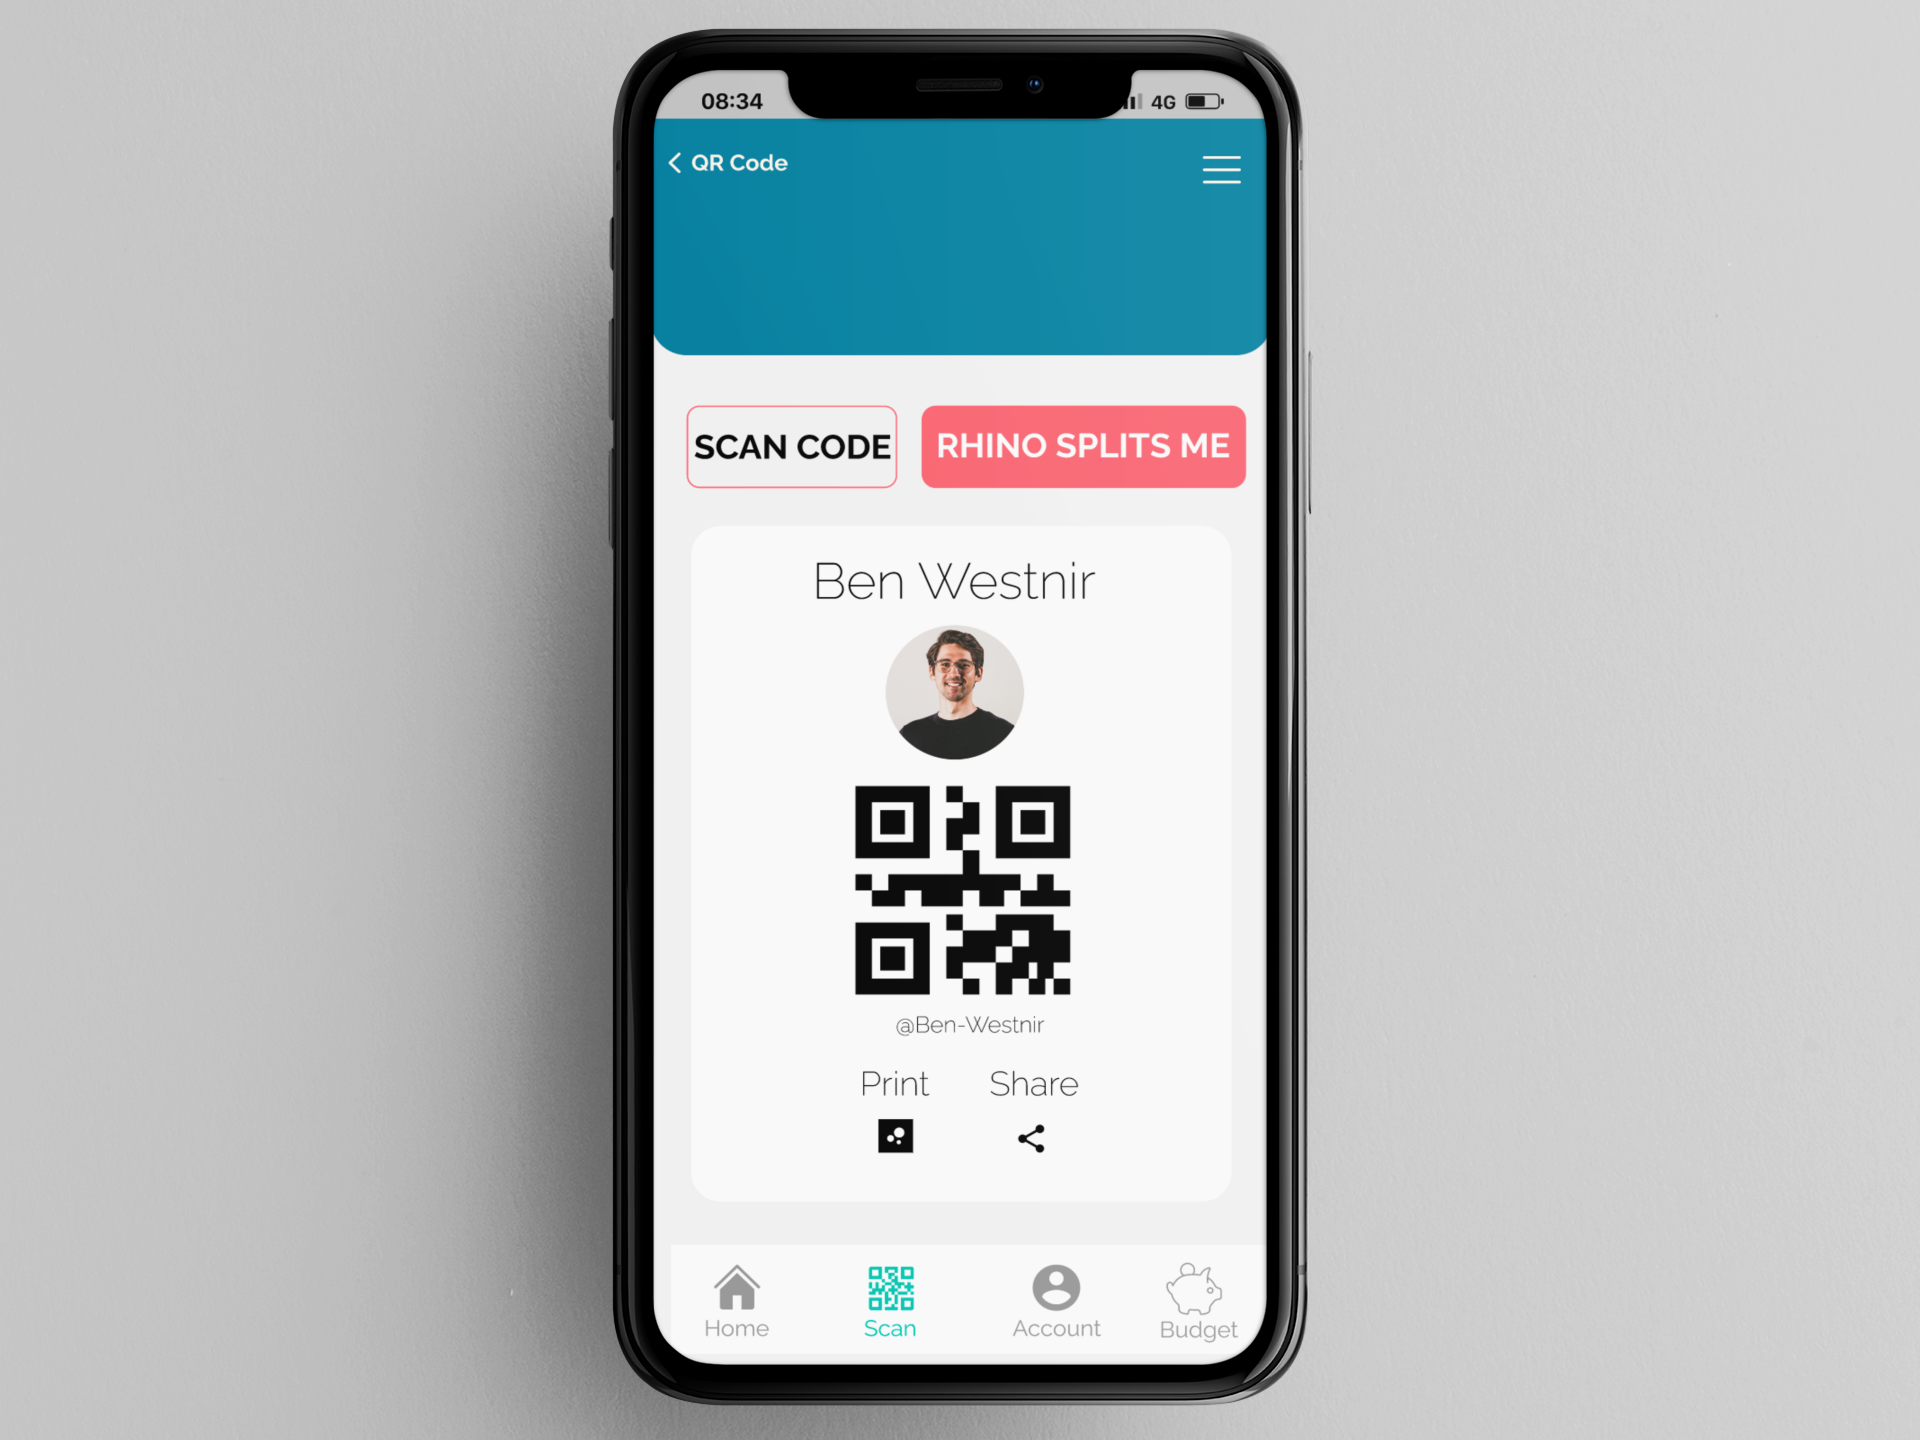 08:34 4G
QR Code
SCAN CODE RHINO SPLITS ME
Ben Westnir
@Ben-Westnir
Print Share
Home Scan Account Budget